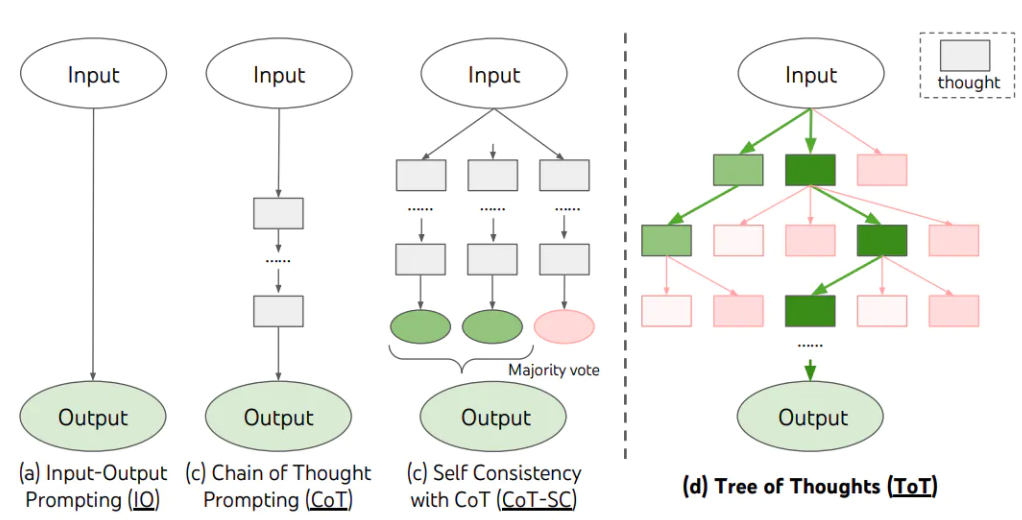 Input
Input
Input
Input
thought
......
......
......
......
......
Majority vote
Output
Output
Output
Output
(a) Input-Output
Prompting (IO)
(c) Chain of Thought
Prompting (CoT)
(c) Self Consistency
with CoT (CoT-SC)
(d) Tree of Thoughts (ToT)